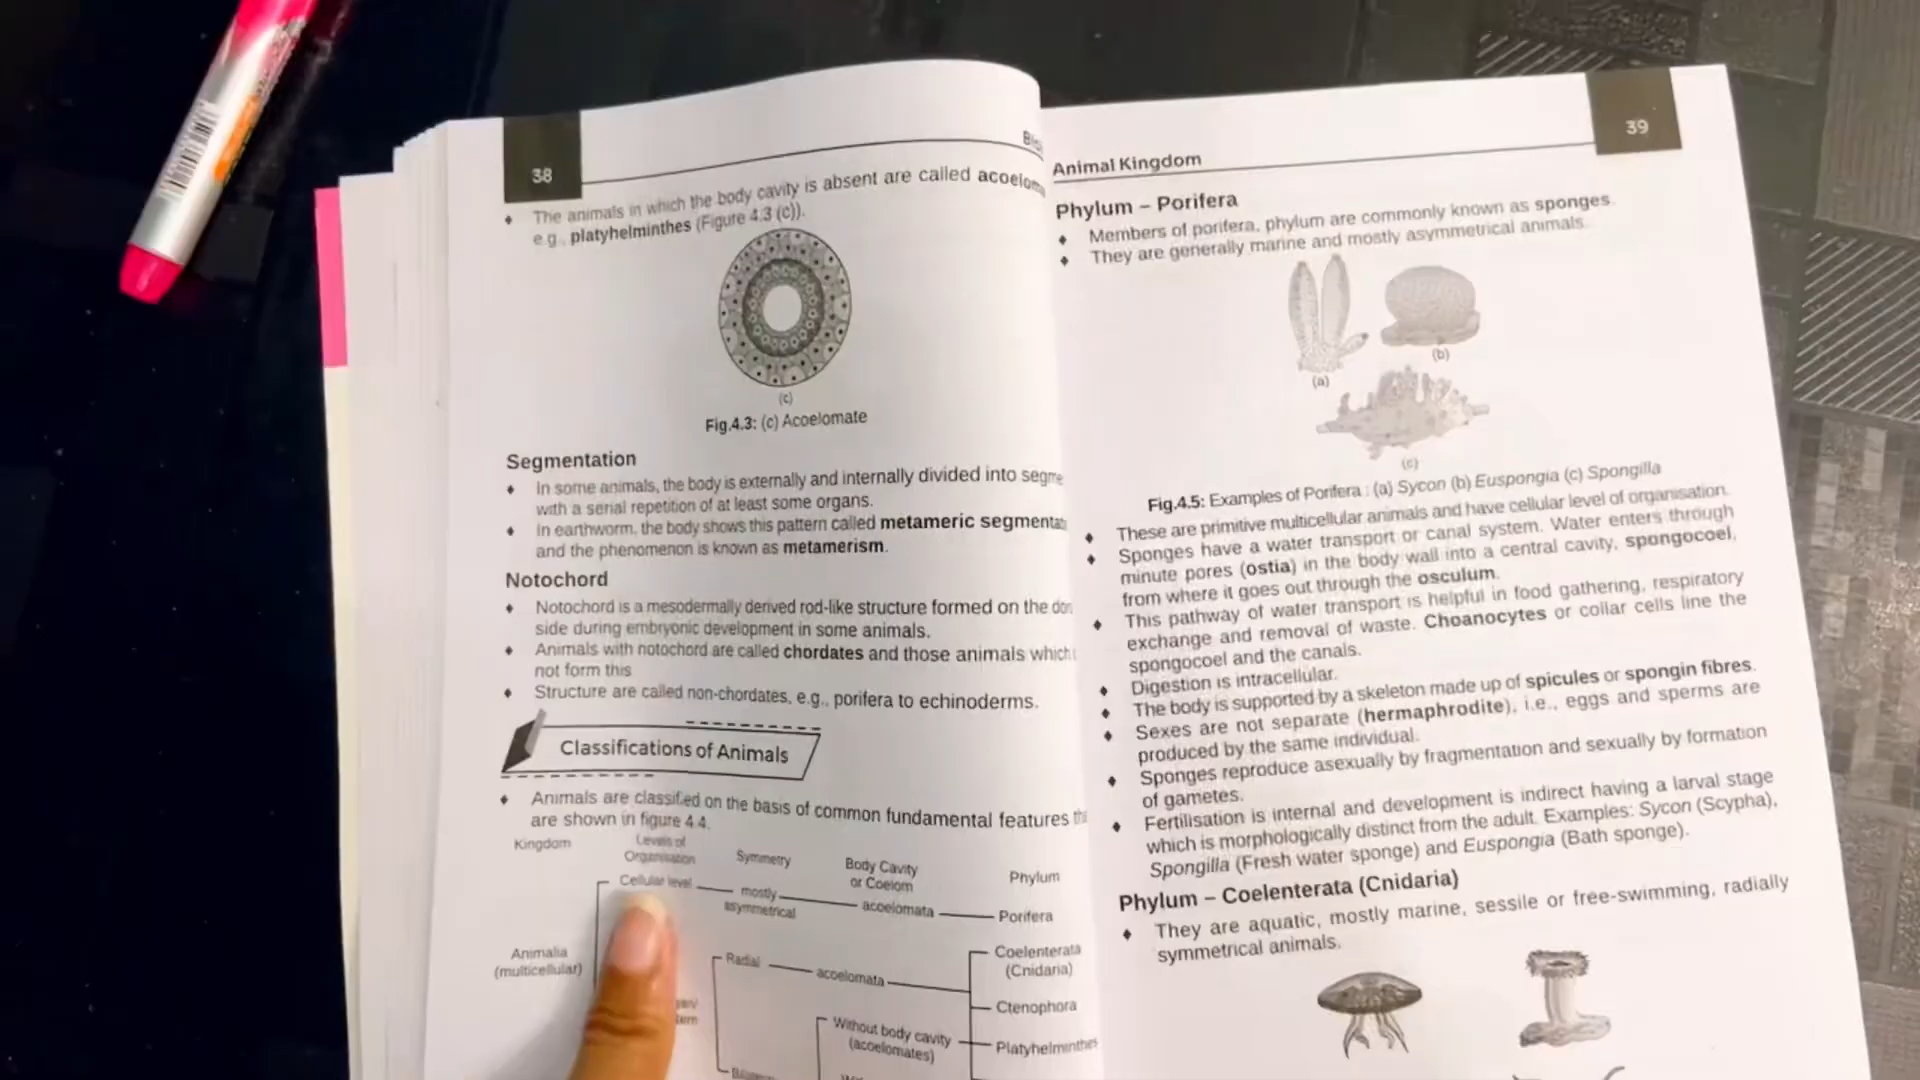 38
The animals in which the body cavity is absent are called acoelom
e.g., platyhelminthes (Figure 4.3 (c)).
(c)
Fig.4.3: (c) Acoelomate
Segmentation
In some animals, the body is externally and internally divided into segme
with a serial repetition of at least some organs.
In earthworm, the body shows this pattern called metameric segmentat
and the phenomenon is known as metamerism.
Notochord
Notochord is a mesodermally derived rod-like structure formed on the dor
side during embryonic development in some animals.
Animals with notochord are called chordates and those animals which
not form this
Structure are called non-chordates, e.g., porifera to echinoderms.
Classifications of Animals
Animals are classified on the basis of common fundamental features
are shown in figure 4.4.
Kingdom
Levels of
Organisation
Symmetry
Body Cavity
or Coelom
Phylum
Cellular level
mostly
asymmetrical
acoelomata
Porifera
Animalia
(multicellular)
Radial
acoelomata
Coelenterata
(Cnidaria)
Ctenophora
Without body cavity
(acoelomates)
Platyhelminthes
39
Animal Kingdom
Phylum – Porifera
Members of porifera, phylum are commonly known as sponges.
They are generally marine and mostly asymmetrical animals.
(a)
(b)
(c)
Fig.4.5: Examples of Porifera : (a) Sycon (b) Euspongia (c) Spongilla
These are primitive multicellular animals and have cellular level of organisation.
Sponges have a water transport or canal system. Water enters through
minute pores (ostia) in the body wall into a central cavity, spongocoel,
from where it goes out through the osculum.
This pathway of water transport is helpful in food gathering, respiratory
exchange and removal of waste. Choanocytes or collar cells line the
spongocoel and the canals.
Digestion is intracellular.
The body is supported by a skeleton made up of spicules or spongin fibres.
Sexes are not separate (hermaphrodite), i.e., eggs and sperms are
produced by the same individual.
Sponges reproduce asexually by fragmentation and sexually by formation
of gametes.
Fertilisation is internal and development is indirect having a larval stage
which is morphologically distinct from the adult. Examples: Sycon (Scypha),
Spongilla (Fresh water sponge) and Euspongia (Bath sponge).
Phylum – Coelenterata (Cnidaria)
They are aquatic, mostly marine, sessile or free-swimming, radially
symmetrical animals.